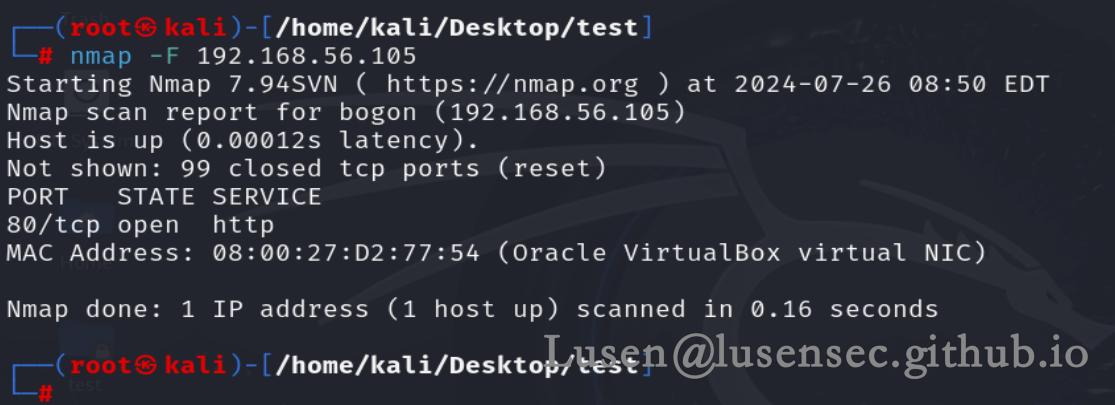 ┌──(root㉿kali)-[/home/kali/Desktop/test]
└─# nmap -F 192.168.56.105
Starting Nmap 7.94SVN ( https://nmap.org ) at 2024-07-26 08:50 EDT
Nmap scan report for bogon (192.168.56.105)
Host is up (0.00012s latency).
Not shown: 99 closed tcp ports (reset)
PORT   STATE SERVICE
80/tcp open  http
MAC Address: 08:00:27:D2:77:54 (Oracle VirtualBox virtual NIC)
Nmap done: 1 IP address (1 host up) scanned in 0.16 seconds
Lusen@lusensec.github.io
┌──(root㉿kali)-[/home/kali/Desktop/test]
└─#
test